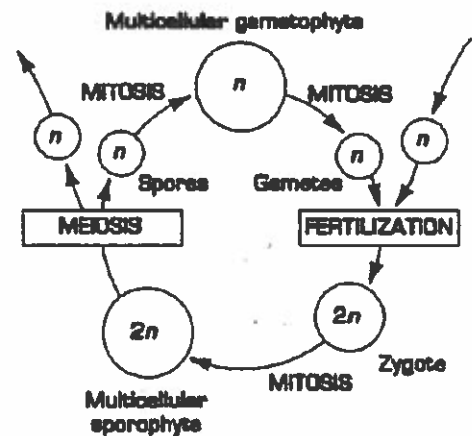 Multicellular gametophyte
n
MITOSIS
MITOSIS
n
n
n
n
Spores
Gametes
MEIOSIS
FERTILIZATION
2n
2n
Zygote
MITOSIS
Multicellular
sporophyte